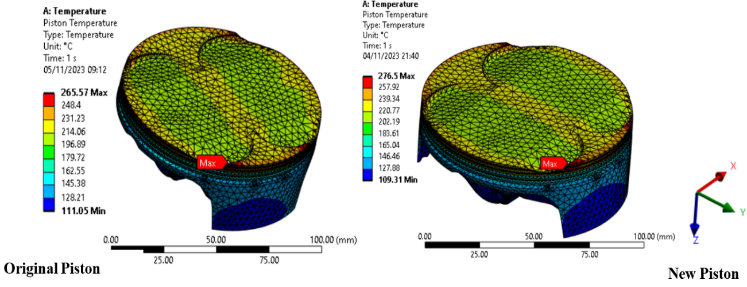 A: Temperature
Piston Temperature
Type: Temperature
Unit: °C
Time: 1 s
05/11/2023 09:12
265.57 Max
248.4
231.23
214.06
196.89
179.72
162.55
145.38
128.21
111.05 Min
Max
0.00 50.00 100.00 (mm)
25.00 75.00
Original Piston
A: Temperature
Piston Temperature
Type: Temperature
Unit: °C
Time: 1 s
04/11/2023 21:40
276.5 Max
257.92
239.34
220.77
202.19
183.61
165.04
146.46
127.88
109.31 Min
Max
0.00 50.00 100.00 (mm)
25.00 75.00
X
Y
Z
New Piston